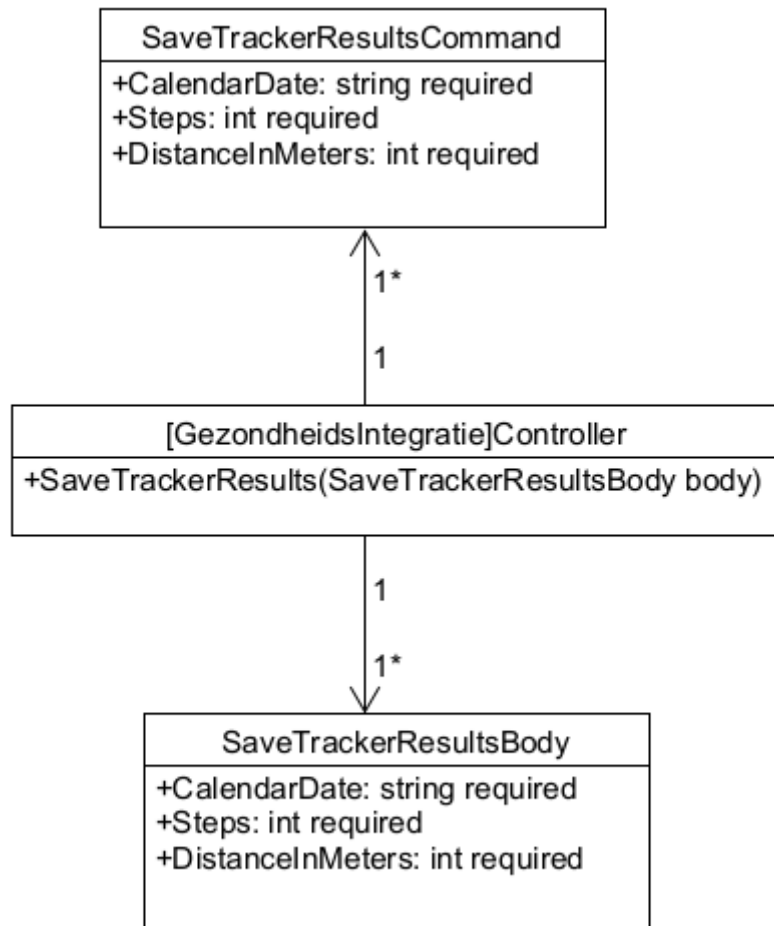 SaveTrackerResultsCommand
+CalendarDate: string required
+Steps: int required
+DistanceInMeters: int required
1*
1
[GezondheidsIntegratie]Controller
+SaveTrackerResults(SaveTrackerResultsBody body)
1
1*
SaveTrackerResultsBody
+CalendarDate: string required
+Steps: int required
+DistanceInMeters: int required